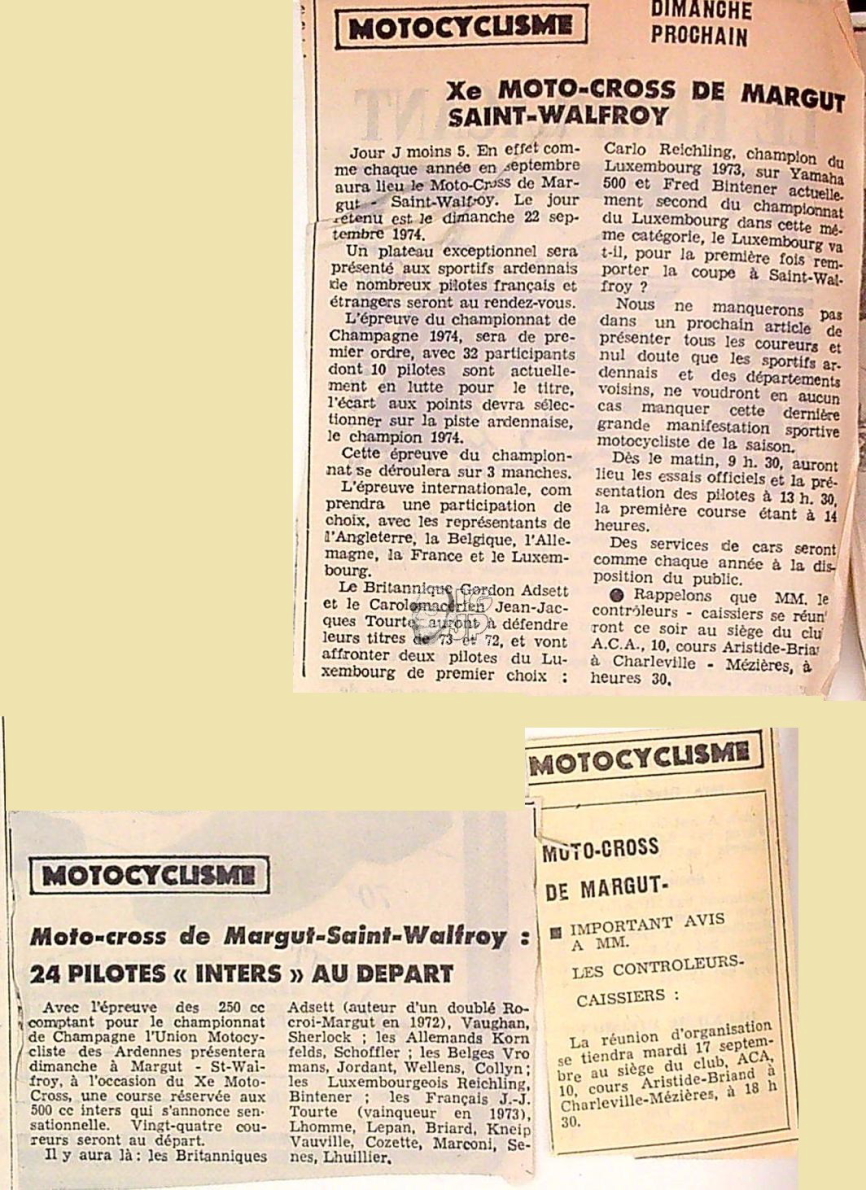 MOTOCYCLISME
DIMANCHE
PROCHAIN
Xe MOTO-CROSS DE MARGUT
SAINT-WALFROY
Jour J moins 5. En effet com-
me chaque année en septembre
aura lieu le Moto-Cross de Mar-
gut - Saint-Walfroy. Le jour
retenu est le dimanche 22 sep-
tembre 1974.
Un plateau exceptionnel sera
présenté aux sportifs ardennais
de nombreux pilotes français et
étrangers seront au rendez-vous.
L'épreuve du championnat de
Champagne 1974, sera de pre-
mier ordre, avec 32 participants
dont 10 pilotes sont actuelle-
ment en lutte pour le titre,
l'écart aux points devra sélec-
tionner sur la piste ardennaise,
le champion 1974.
Cette épreuve du champion-
nat se déroulera sur 3 manches.
L'épreuve internationale, com
prendra une participation de
choix, avec les représentants de
l'Angleterre, la Belgique, l'Alle-
magne, la France et le Luxem-
bourg.
Le Britannique Gordon Adsett
et le Carolomacérien Jean-Jac-
ques Tourte auront à défendre
leurs titres de 73 et 72, et vont
affronter deux pilotes du Lu-
xembourg de premier choix :
Carlo Reichling, champion du
Luxembourg 1973, sur Yamaha
500 et Fred Bintener actuelle-
ment second du championnat
du Luxembourg dans cette mê-
me catégorie, le Luxembourg va
t-il, pour la première fois rem-
porter la coupe à Saint-Wal-
froy ?
Nous ne manquerons pas
dans un prochain article de
présenter tous les coureurs et
nul doute que les sportifs ar-
dennais et des départements
voisins, ne voudront en aucun
cas manquer cette dernière
grande manifestation sportive
motocycliste de la saison.
Dès le matin, 9 h. 30, auront
lieu les essais officiels et la pré-
sentation des pilotes à 13 h. 30,
la première course étant à 14
heures.
Des services de cars seront
comme chaque année à la dis-
position du public.
● Rappelons que MM. le
contrôleurs - caissiers se réun
ront ce soir au siège du clu
A.C.A., 10, cours Aristide-Bria
à Charleville - Mézières, à
heures 30.
MOTOCYCLISME
Moto-cross de Margut-Saint-Walfroy :
24 PILOTES « INTERS » AU DEPART
Avec l'épreuve des 250 cc
comptant pour le championnat
de Champagne l'Union Motocy-
cliste des Ardennes présentera
dimanche à Margut - St-Wal-
froy, à l'occasion du Xe Moto-
Cross, une course réservée aux
500 cc inters qui s'annonce sen-
sationnelle. Vingt-quatre cou-
reurs seront au départ.
Il y aura là : les Britanniques
Adsett (auteur d'un doublé Ro-
croi-Margut en 1972), Vaughan,
Sherlock ; les Allemands Korn
felds, Schoffler ; les Belges Vro
mans, Jordant, Wellens, Collyn ;
les Luxembourgeois Reichling,
Bintener ; les Français J.-J.
Tourte (vainqueur en 1973),
Lhomme, Lepan, Briard, Kneip
Vauville, Cozette, Marconi, Se-
nes, Lhuillier.
MOTOCYCLISME
MOTO-CROSS
DE MARGUT-
■ IMPORTANT AVIS
A MM.
LES CONTROLEURS-
CAISSIERS :
La réunion d'organisation
se tiendra mardi 17 septem-
bre au siège du club, ACA,
10, cours Aristide-Briand à
Charleville-Mézières, à 18 h
30.